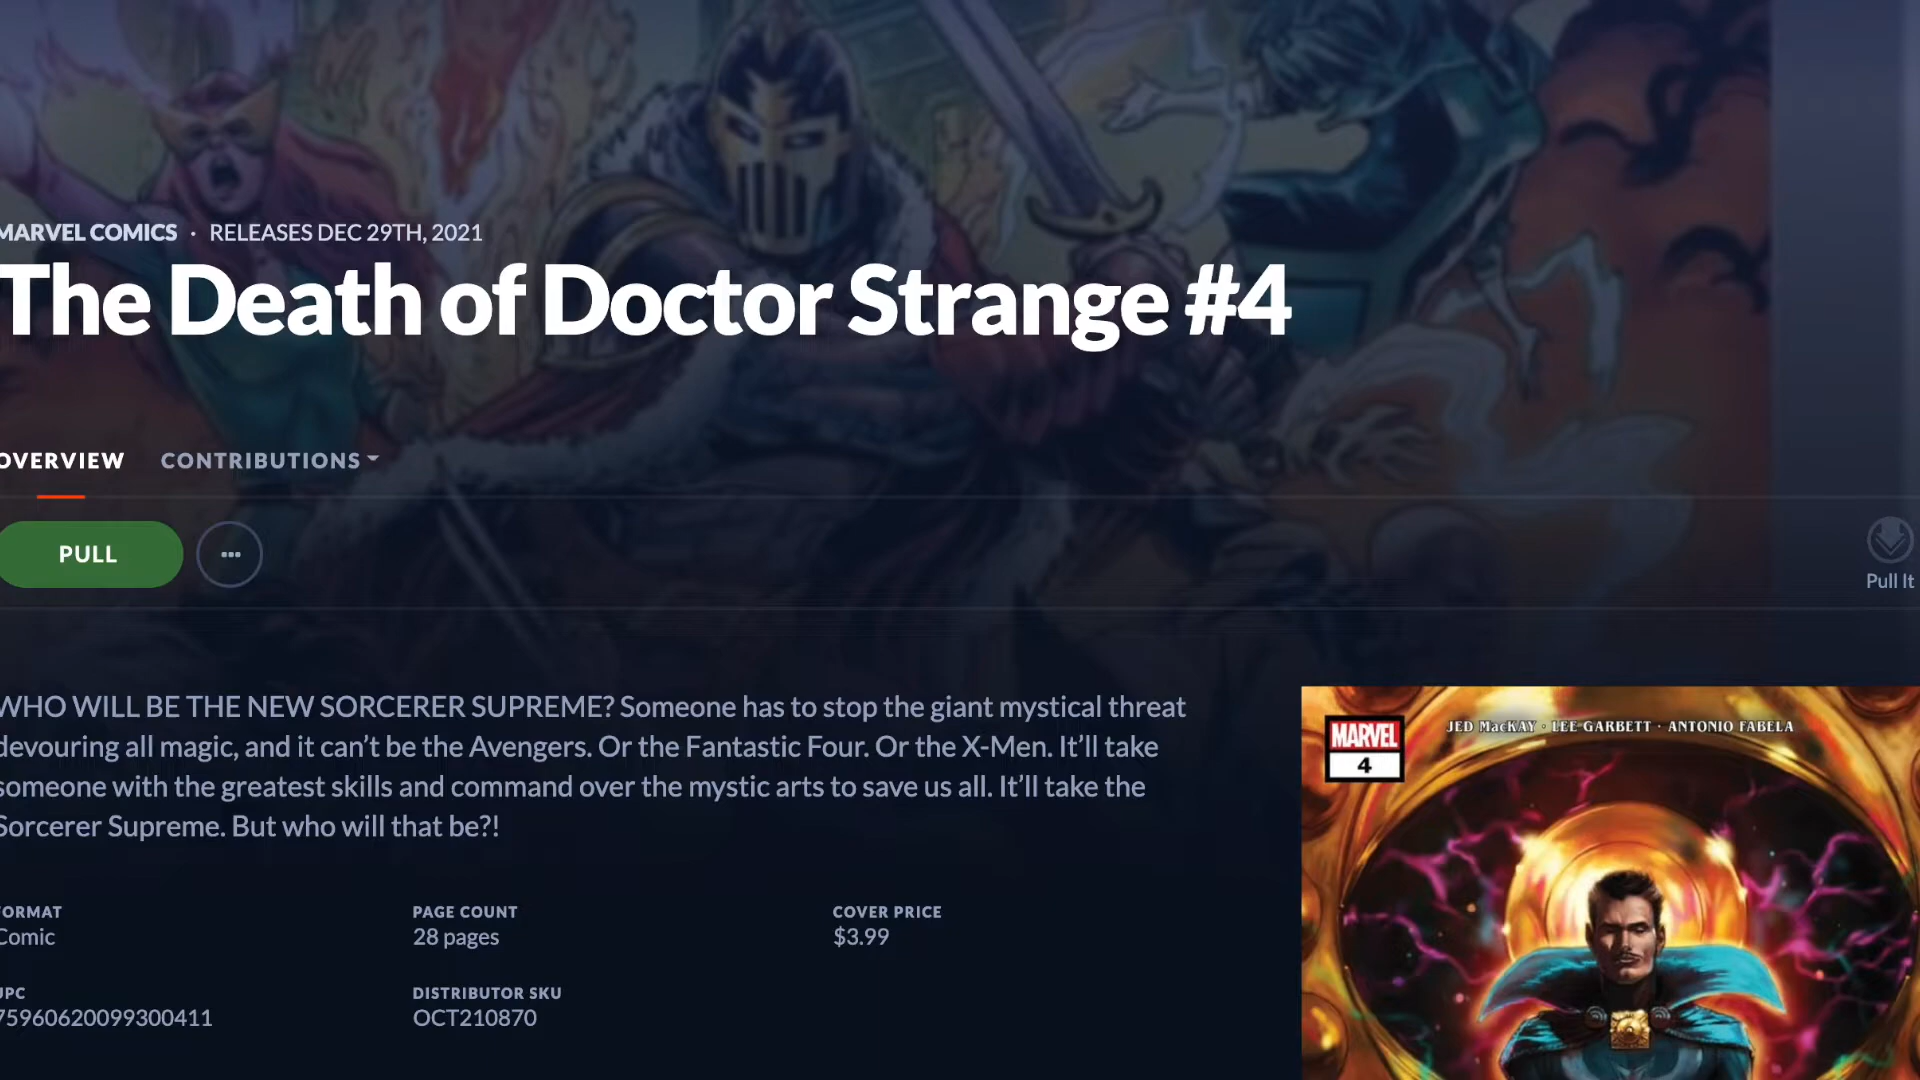 MARVEL COMICS · RELEASES DEC 29TH, 2021
The Death of Doctor Strange #4
OVERVIEW CONTRIBUTIONS
PULL ...
Pull It
WHO WILL BE THE NEW SORCERER SUPREME? Someone has to stop the giant mystical threat
devouring all magic, and it can’t be the Avengers. Or the Fantastic Four. Or the X-Men. It’ll take
someone with the greatest skills and command over the mystic arts to save us all. It’ll take the
Sorcerer Supreme. But who will that be?!
FORMAT PAGE COUNT COVER PRICE
Comic 28 pages $3.99
UPC DISTRIBUTOR SKU
75960620099300411 OCT210870
JED MacKAY · LEE GARBETT · ANTONIO FABELA
MARVEL
4